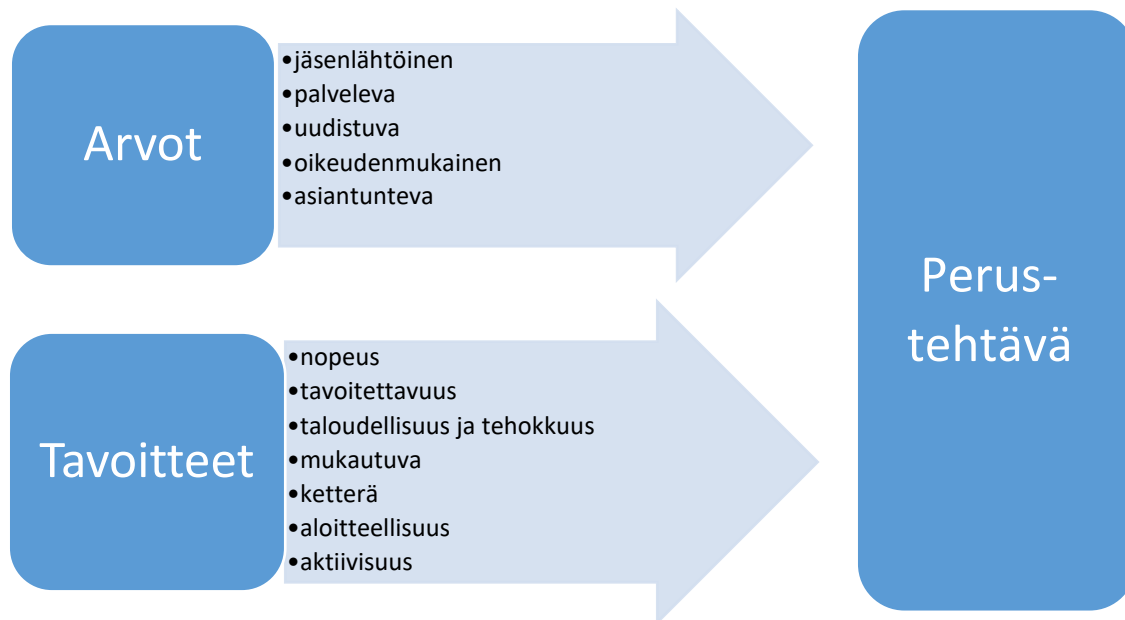 Arvot
•jäsenlähtöinen
•palveleva
•uudistuva
•oikeudenmukainen
•asiantunteva
Tavoitteet
•nopeus
•tavoitettavuus
•taloudellisuus ja tehokkuus
•mukautuva
•ketterä
•aloitteellisuus
•aktiivisuus
Perus-
tehtävä